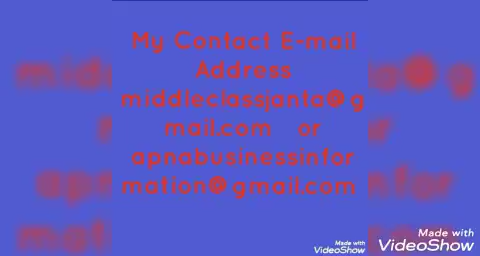 My Contact E-mail
Address
middleclassjanta@g
mail.com or
apnabusinessinfor
mation@gmail.com
Made with
VideoShow
Made with
VideoShow